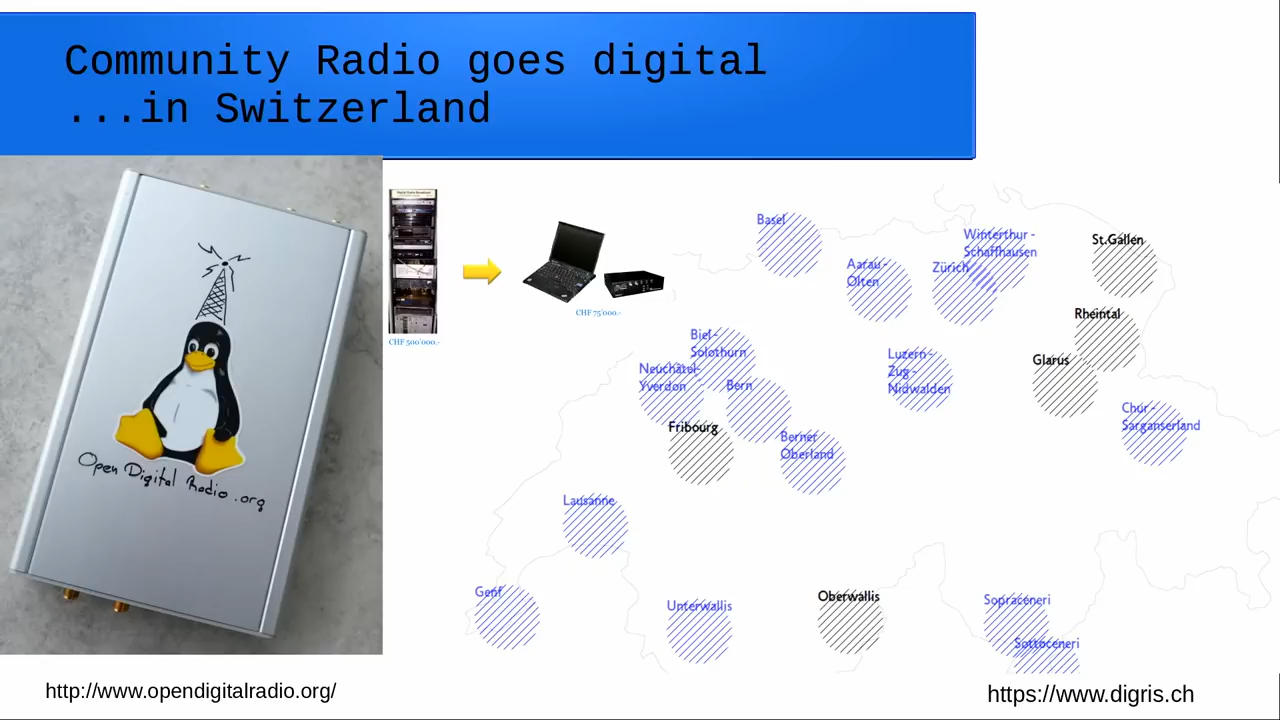 Community Radio goes digital
...in Switzerland
Open Digital Radio.org
CHF 500'000.-
CHF 75'000.-
Basel
Aarau -
Olten
Zürich
Winterthur -
Schaffhausen
St.Gallen
Rheintal
Glarus
Biel -
Solothurn
Neuchâtel-
Yverdon
Bern
Luzern -
Zug -
Nidwalden
Chur -
Sarganserland
Fribourg
Berner
Oberland
Lausanne
Genf
Unterwallis
Oberwallis
Sopraceneri
Sottoceneri
http://www.opendigitalradio.org/
https://www.digris.ch